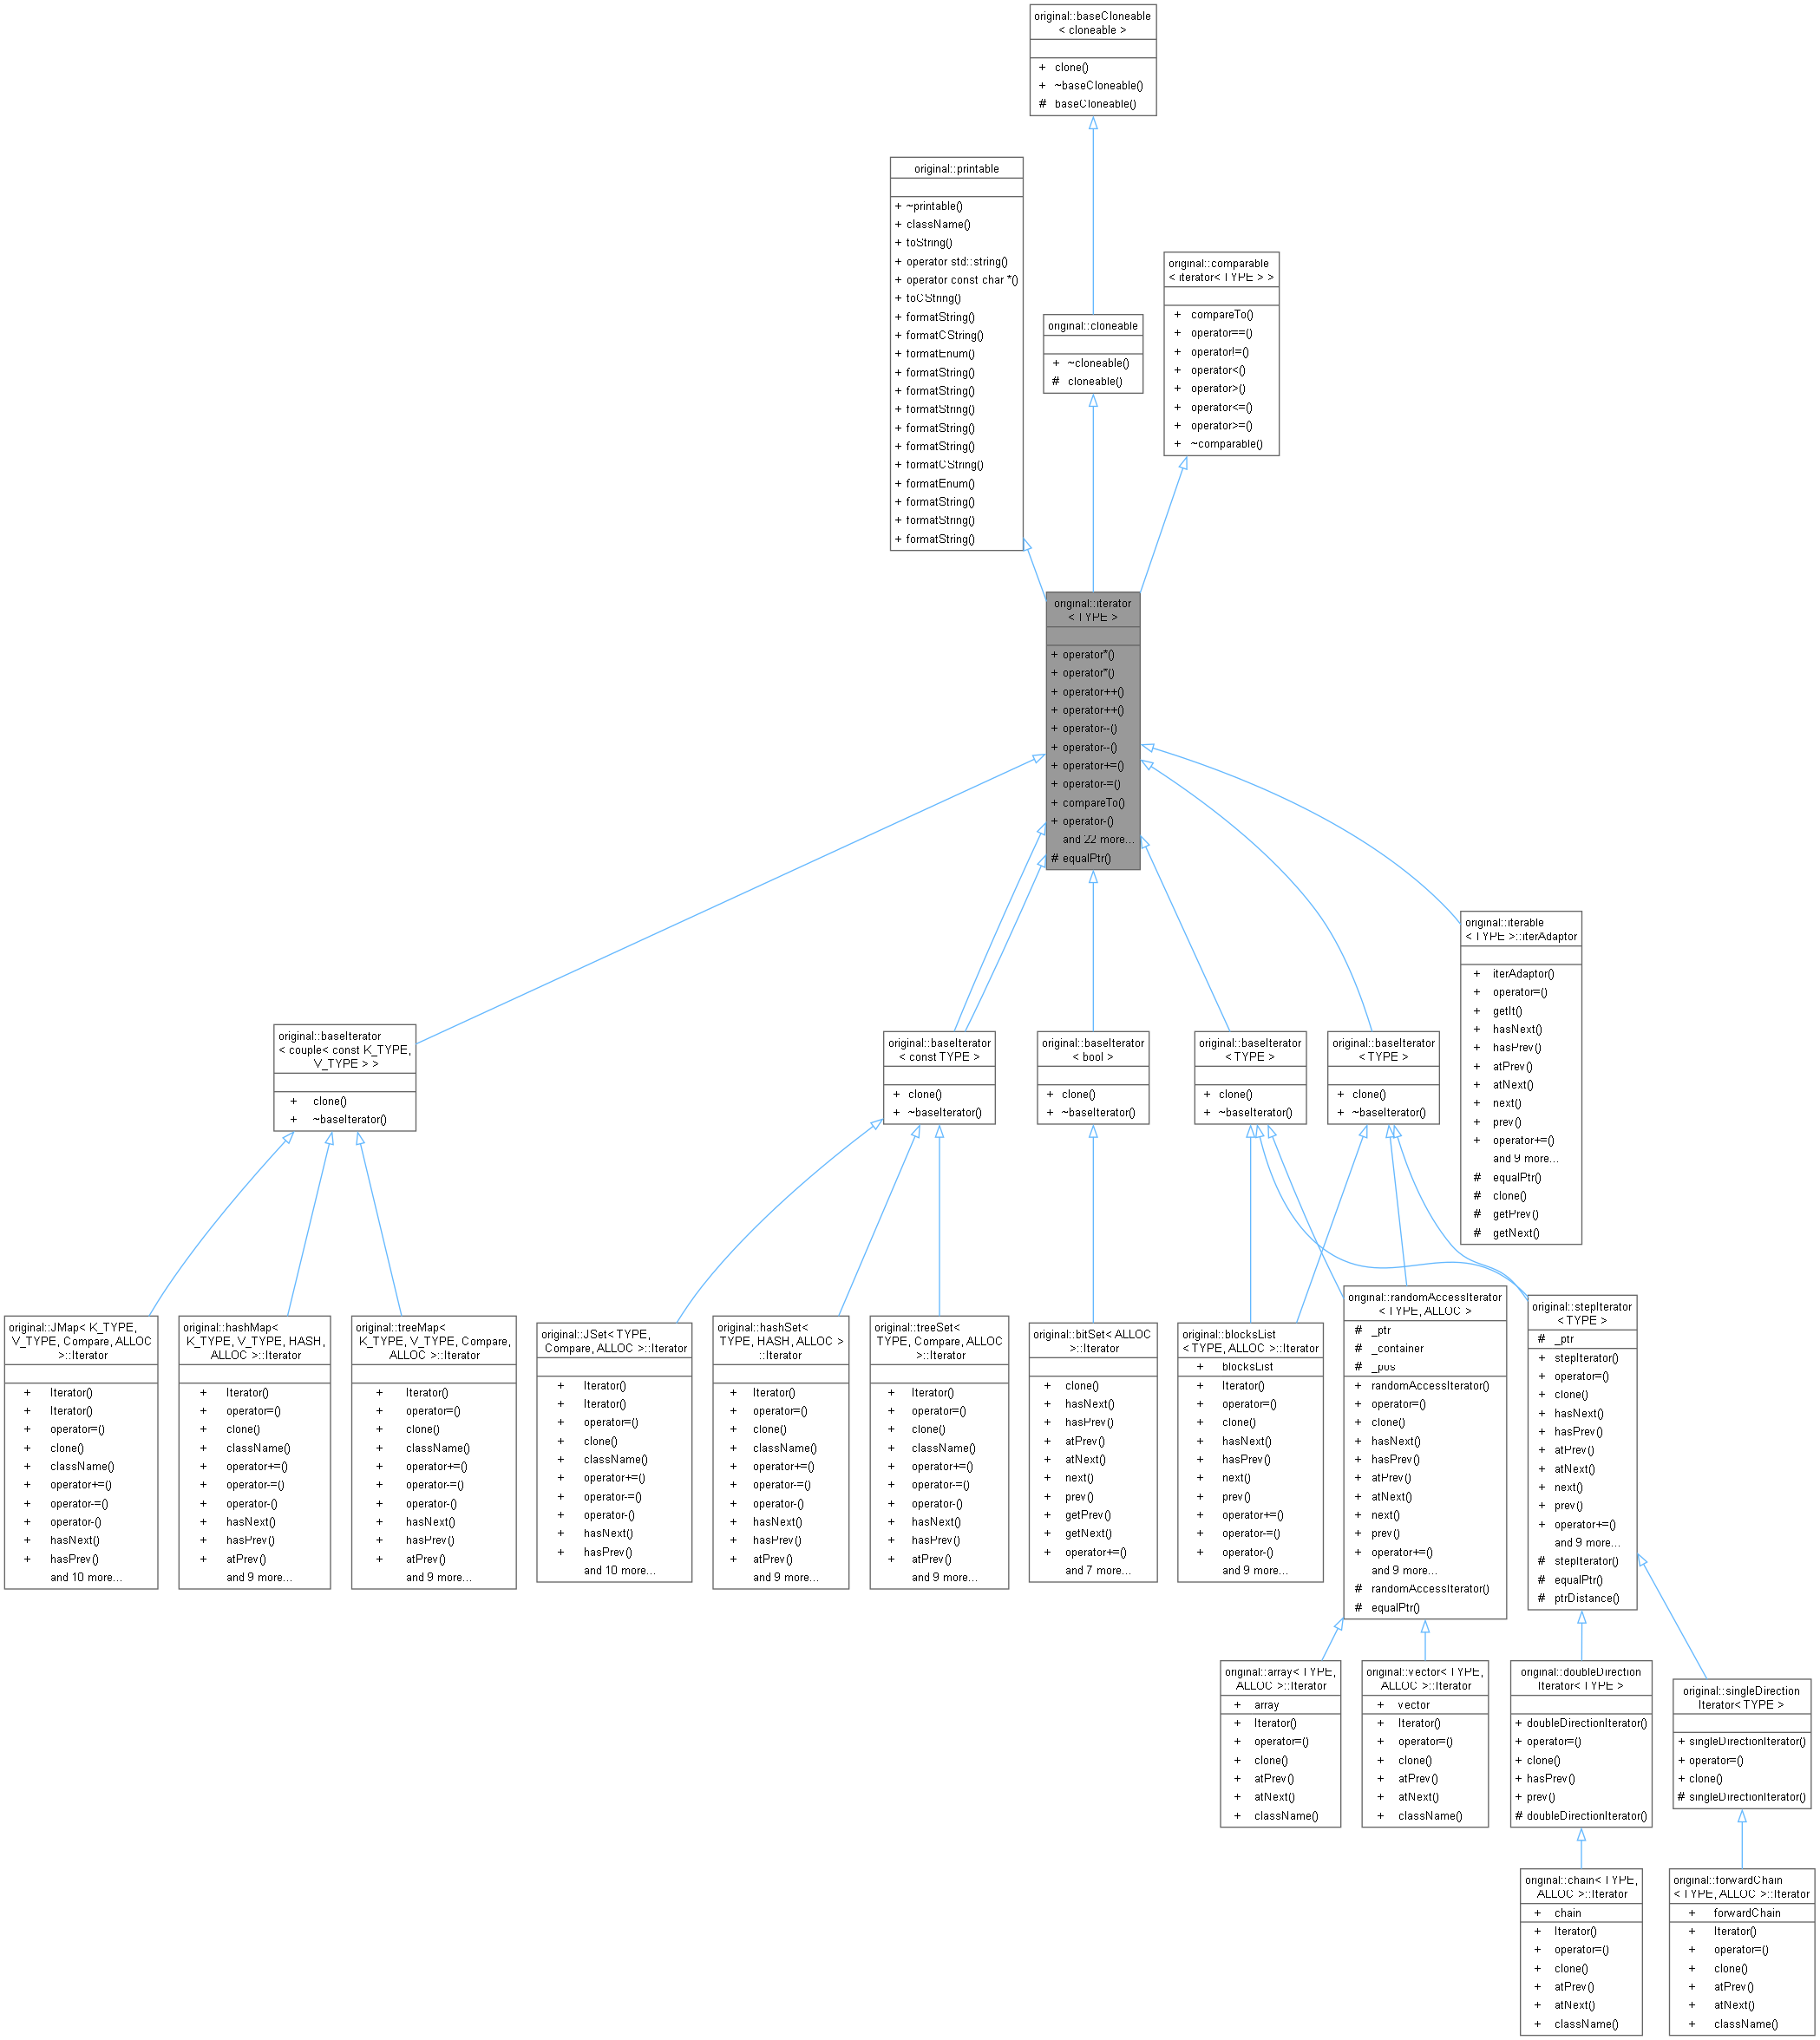 original::baseCloneable
< cloneable >
+ clone()
+ ~baseCloneable()
# baseCloneable()
original::printable
+ ~printable()
+ className()
+ toString()
+ operator std::string()
+ operator const char *()
+ toCString()
+ formatString()
+ formatCString()
+ formatEnum()
+ formatString()
+ formatString()
+ formatString()
+ formatString()
+ formatString()
+ formatCString()
+ formatEnum()
+ formatString()
+ formatString()
+ formatString()
original::cloneable
+ ~cloneable()
# cloneable()
original::comparable
< iterator< TYPE > >
+ compareTo()
+ operator==()
+ operator!=()
+ operator<()
+ operator>()
+ operator<=()
+ operator>=()
+ ~comparable()
original::iterator
< TYPE >
+ operator*()
+ operator*()
+ operator++()
+ operator++()
+ operator--()
+ operator--()
+ operator+=()
+ operator-=()
+ compareTo()
+ operator-()
and 22 more...
# equalPtr()
original::iterable
< TYPE >::iterAdaptor
+ iterAdaptor()
+ operator=()
+ getIt()
+ hasNext()
+ hasPrev()
+ atPrev()
+ atNext()
+ next()
+ prev()
+ operator+=()
and 9 more...
# equalPtr()
# clone()
# getPrev()
# getNext()
original::baseIterator
< couple< const K_TYPE,
V_TYPE > >
+ clone()
+ ~baseIterator()
original::baseIterator
< const TYPE >
+ clone()
+ ~baseIterator()
original::baseIterator
< bool >
+ clone()
+ ~baseIterator()
original::baseIterator
< TYPE >
+ clone()
+ ~baseIterator()
original::baseIterator
< TYPE >
+ clone()
+ ~baseIterator()
original::JMap< K_TYPE,
V_TYPE, Compare, ALLOC
>::Iterator
+ Iterator()
+ Iterator()
+ operator=()
+ clone()
+ className()
+ operator+=()
+ operator-=()
+ operator-()
+ hasNext()
+ hasPrev()
and 10 more...
original::hashMap<
K_TYPE, V_TYPE, HASH,
ALLOC >::Iterator
+ Iterator()
+ operator=()
+ clone()
+ className()
+ operator+=()
+ operator-=()
+ operator-()
+ hasNext()
+ hasPrev()
+ atPrev()
and 9 more...
original::treeMap<
K_TYPE, V_TYPE, Compare,
ALLOC >::Iterator
+ Iterator()
+ operator=()
+ clone()
+ className()
+ operator+=()
+ operator-=()
+ operator-()
+ hasNext()
+ hasPrev()
+ atPrev()
and 9 more...
original::JSet< TYPE,
Compare, ALLOC >::Iterator
+ Iterator()
+ Iterator()
+ operator=()
+ clone()
+ className()
+ operator+=()
+ operator-=()
+ operator-()
+ hasNext()
+ hasPrev()
and 10 more...
original::hashSet<
TYPE, HASH, ALLOC >
::Iterator
+ Iterator()
+ operator=()
+ clone()
+ className()
+ operator+=()
+ operator-=()
+ operator-()
+ hasNext()
+ hasPrev()
+ atPrev()
and 9 more...
original::treeSet<
TYPE, Compare, ALLOC
>::Iterator
+ Iterator()
+ operator=()
+ clone()
+ className()
+ operator+=()
+ operator-=()
+ operator-()
+ hasNext()
+ hasPrev()
+ atPrev()
and 9 more...
original::bitSet< ALLOC
>::Iterator
+ clone()
+ hasNext()
+ hasPrev()
+ atPrev()
+ atNext()
+ next()
+ prev()
+ getPrev()
+ getNext()
+ operator+=()
and 7 more...
original::blocksList
< TYPE, ALLOC >::Iterator
+ blocksList
+ Iterator()
+ operator=()
+ clone()
+ hasNext()
+ hasPrev()
+ next()
+ prev()
+ operator+=()
+ operator-=()
+ operator-()
and 9 more...
original::randomAccessIterator
< TYPE, ALLOC >
# _ptr
# _container
# _pos
+ randomAccessIterator()
+ operator=()
+ clone()
+ hasNext()
+ hasPrev()
+ atPrev()
+ atNext()
+ next()
+ prev()
+ operator+=()
and 9 more...
# randomAccessIterator()
# equalPtr()
original::stepIterator
< TYPE >
# _ptr
+ stepIterator()
+ operator=()
+ clone()
+ hasNext()
+ hasPrev()
+ atPrev()
+ atNext()
+ next()
+ prev()
+ operator+=()
and 9 more...
# stepIterator()
# equalPtr()
# ptrDistance()
original::array< TYPE,
ALLOC >::Iterator
+ array
+ Iterator()
+ operator=()
+ clone()
+ atPrev()
+ atNext()
+ className()
original::vector< TYPE,
ALLOC >::Iterator
+ vector
+ Iterator()
+ operator=()
+ clone()
+ atPrev()
+ atNext()
+ className()
original::doubleDirection
Iterator< TYPE >
+ doubleDirectionIterator()
+ operator=()
+ clone()
+ hasPrev()
+ prev()
# doubleDirectionIterator()
original::singleDirection
Iterator< TYPE >
+ singleDirectionIterator()
+ operator=()
+ clone()
# singleDirectionIterator()
original::chain< TYPE,
ALLOC >::Iterator
+ chain
+ Iterator()
+ operator=()
+ clone()
+ atPrev()
+ atNext()
+ className()
original::forwardChain
< TYPE, ALLOC >::Iterator
+ forwardChain
+ Iterator()
+ operator=()
+ clone()
+ atPrev()
+ atNext()
+ className()